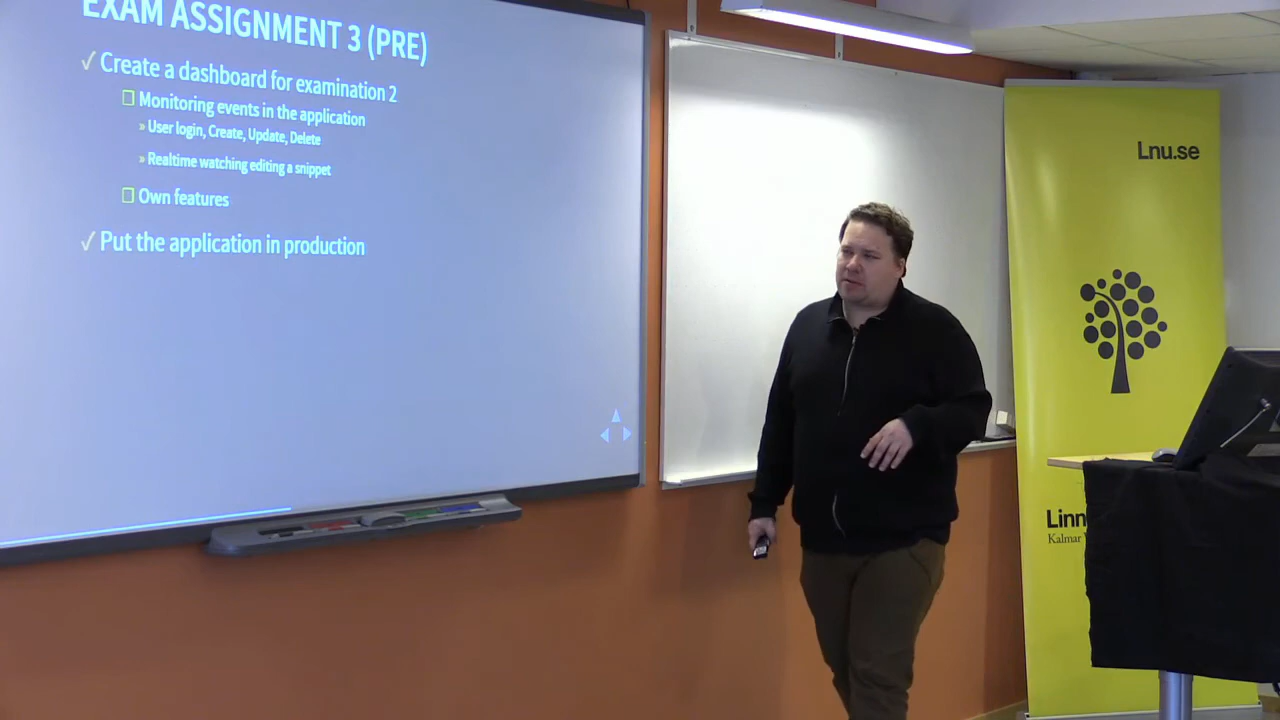 EXAM ASSIGNMENT 3 (PRE)
✓ Create a dashboard for examination 2
Monitoring events in the application
» User login, Create, Update, Delete
» Realtime watching editing a snippet
Own features
✓ Put the application in production
Lnu.se
Linn
Kalmar